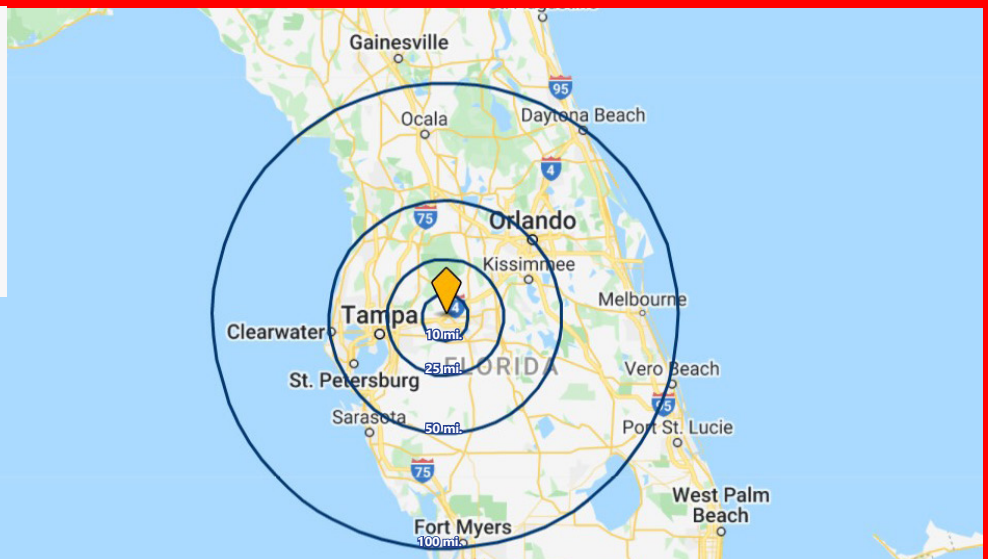 Gainesville
95
Ocala
Daytona Beach
4
75
Orlando
Kissimmee
4
Melbourne
Tampa
Clearwater
10 mi.
25 mi.
FLORIDA
Vero Beach
St. Petersburg
95
Sarasota
50 mi.
Port St. Lucie
75
West Palm
Beach
Fort Myers
100 mi.